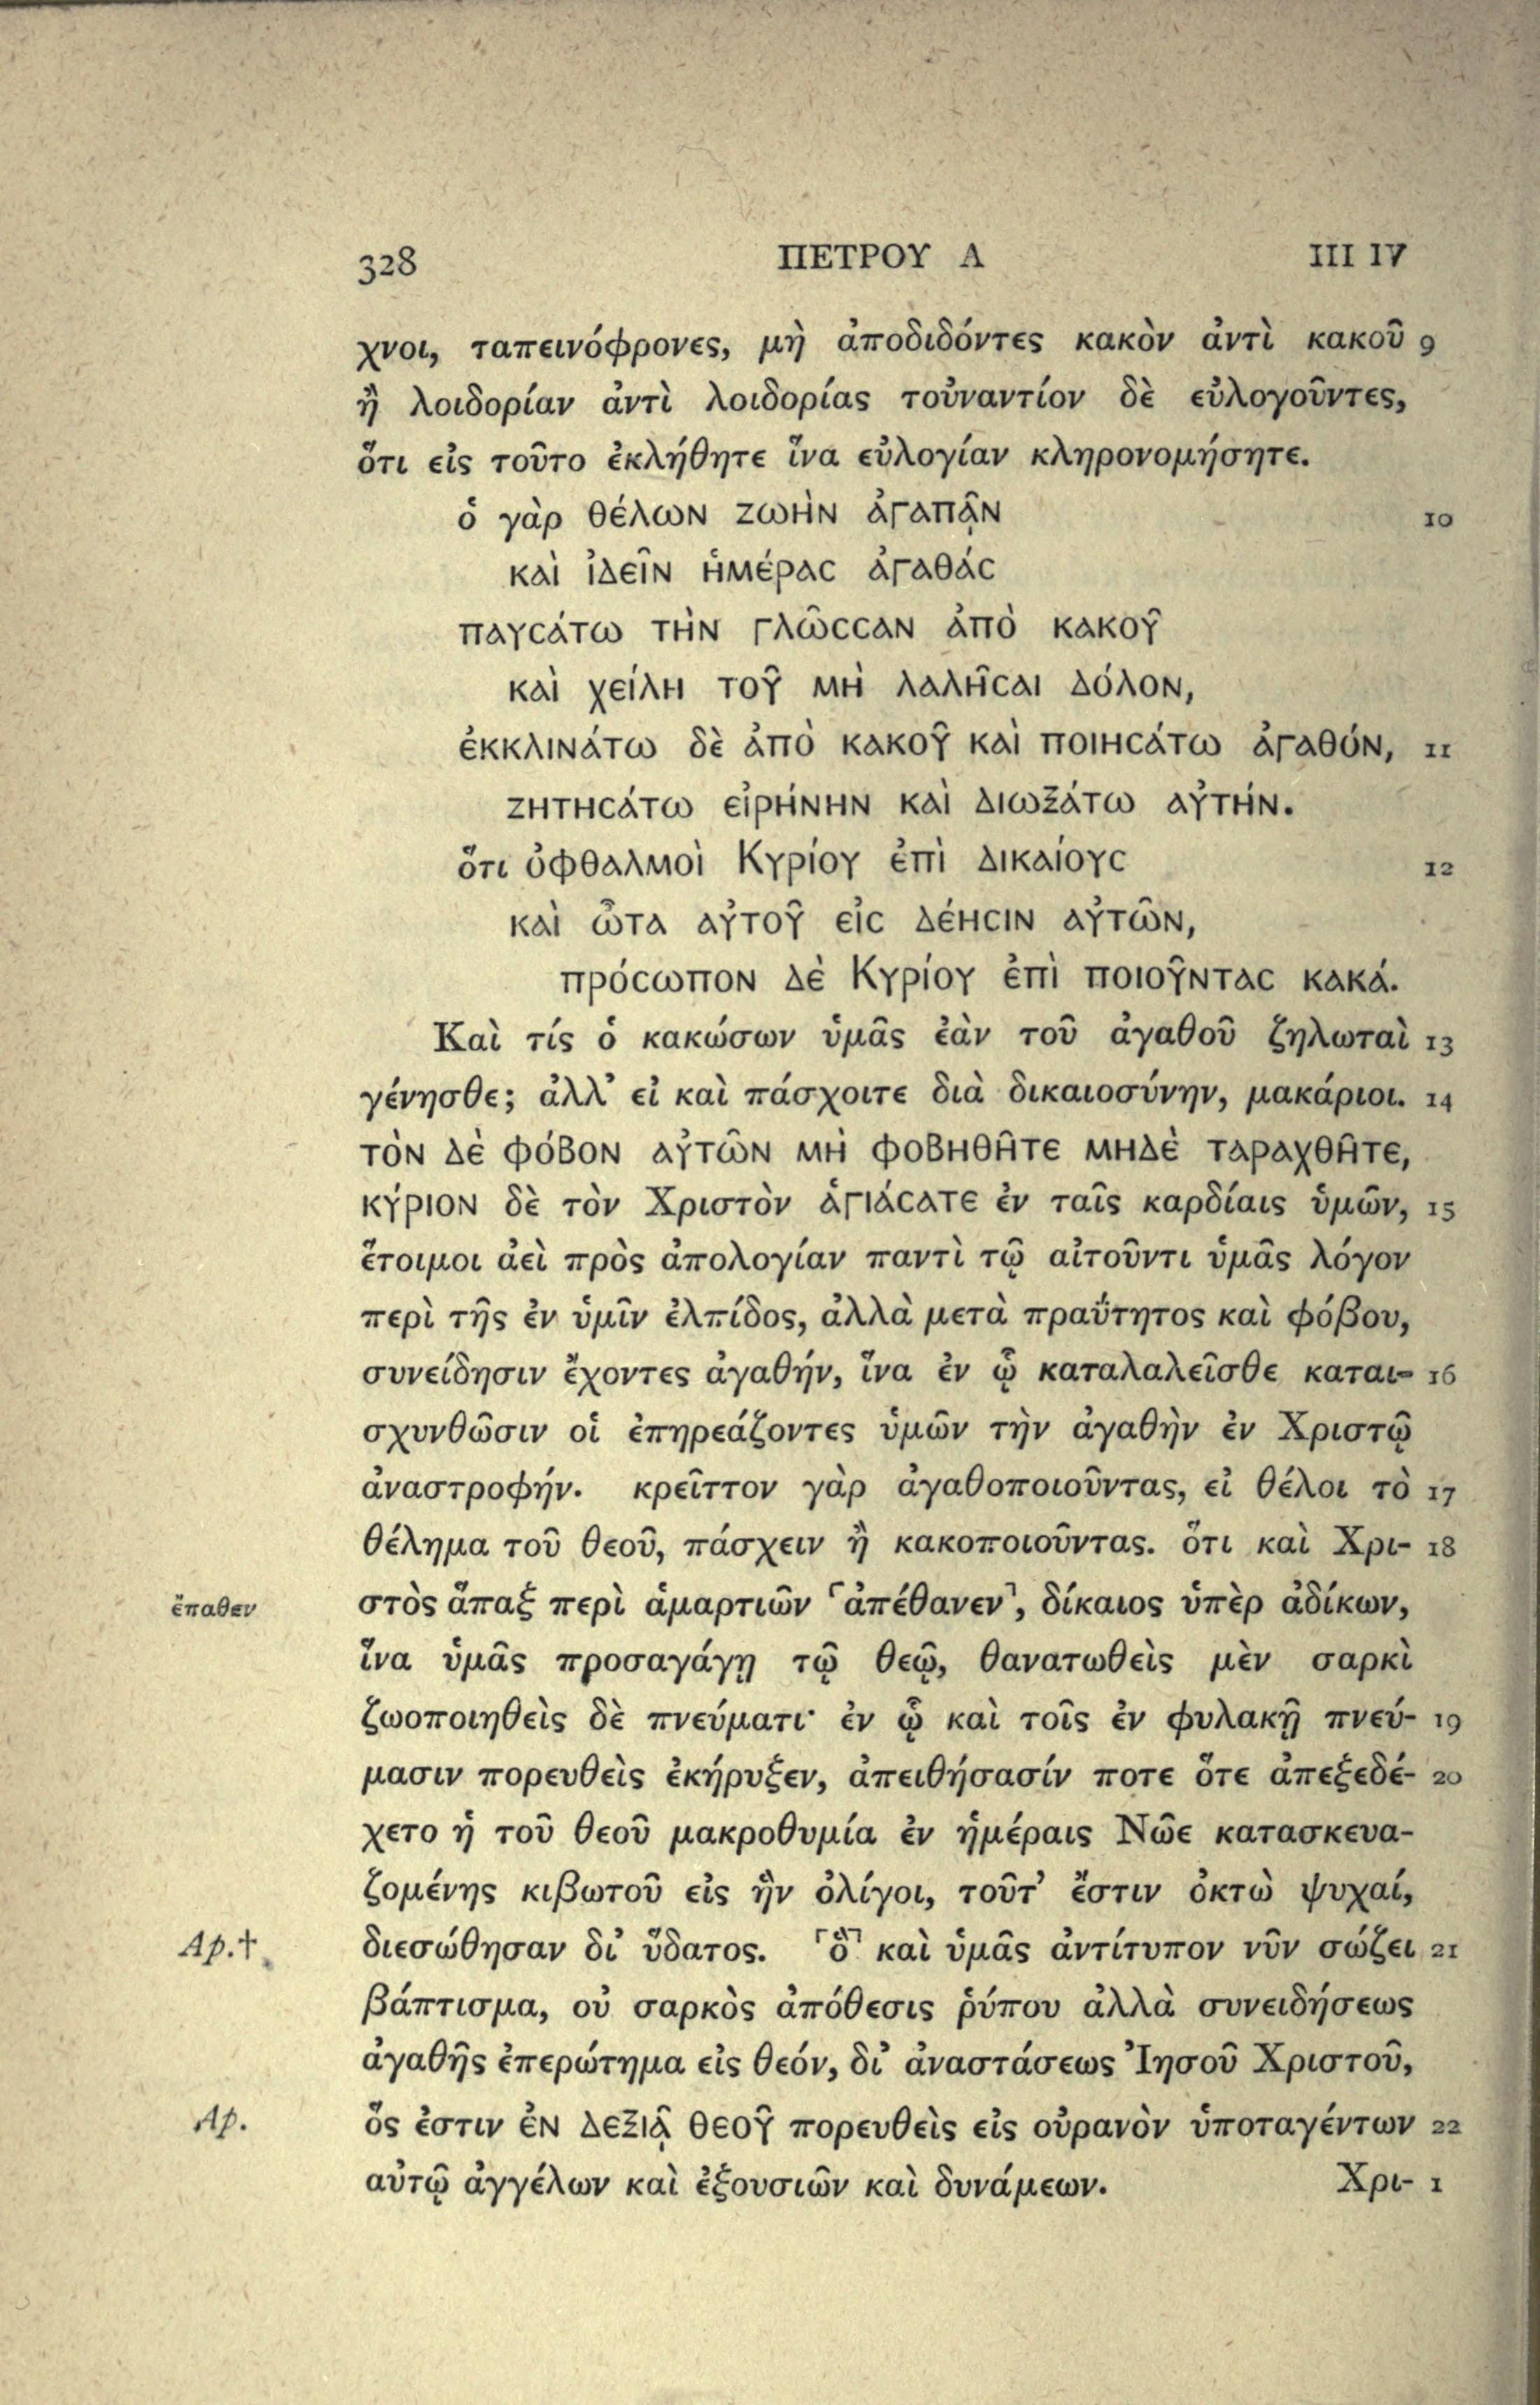 328 ΠΕΤΡΟΥ Α III IV
χνοι, ταπεινόφρονες, μὴ ἀποδιδόντες κακὸν ἀντὶ κακοῦ 9
ἢ λοιδορίαν ἀντὶ λοιδορίας τοὐναντίον δὲ εὐλογοῦντες,
ὅτι εἰς τοῦτο ἐκλήθητε ἵνα εὐλογίαν κληρονομήσητε.
ὁ γὰρ θέλων ζωὴν ἀγαπᾷν 10
καὶ ἰδεῖν ἡμέρας ἀγαθάς
παυσάτω τὴν γλῶσσαν ἀπὸ κακοῦ
καὶ χείλη τοῦ μὴ λαλῆσαι δόλον,
ἐκκλινάτω δὲ ἀπὸ κακοῦ καὶ ποιησάτω ἀγαθόν, 11
ζητησάτω εἰρήνην καὶ διωξάτω αὐτήν.
ὅτι ὀφθαλμοὶ Κυρίου ἐπὶ δικαίους 12
καὶ ὦτα αὐτοῦ εἰς δέησιν αὐτῶν,
πρόσωπον δὲ Κυρίου ἐπὶ ποιοῦντας κακά.
Καὶ τίς ὁ κακώσων ὑμᾶς ἐὰν τοῦ ἀγαθοῦ ζηλωταὶ 13
γένησθε; ἀλλ’ εἰ καὶ πάσχοιτε διὰ δικαιοσύνην, μακάριοι. 14
τὸν δὲ φόβον αὐτῶν μὴ φοβηθῆτε μηδὲ ταραχθῆτε,
κύριον δὲ τὸν Χριστὸν ἁγιάσατε ἐν ταῖς καρδίαις ὑμῶν, 15
ἕτοιμοι ἀεὶ πρὸς ἀπολογίαν παντὶ τῷ αἰτοῦντι ὑμᾶς λόγον
περὶ τῆς ἐν ὑμῖν ἐλπίδος, ἀλλὰ μετὰ πραΰτητος καὶ φόβου,
συνείδησιν ἔχοντες ἀγαθήν, ἵνα ἐν ᾧ καταλαλεῖσθε καται- 16
σχυνθῶσιν οἱ ἐπηρεάζοντες ὑμῶν τὴν ἀγαθὴν ἐν Χριστῷ
ἀναστροφήν. κρεῖττον γὰρ ἀγαθοποιοῦντας, εἰ θέλοι τὸ 17
θέλημα τοῦ θεοῦ, πάσχειν ἢ κακοποιοῦντας. ὅτι καὶ Χρι- 18
ἔπαθεν στὸς ἅπαξ περὶ ἁμαρτιῶν ⌜ἀπέθανεν⌝, δίκαιος ὑπὲρ ἀδίκων,
ἵνα ὑμᾶς προσαγάγῃ τῷ θεῷ, θανατωθεὶς μὲν σαρκὶ
ζωοποιηθεὶς δὲ πνεύματι· ἐν ᾧ καὶ τοῖς ἐν φυλακῇ πνεύ- 19
μασιν πορευθεὶς ἐκήρυξεν, ἀπειθήσασίν ποτε ὅτε ἀπεξεδέ- 20
χετο ἡ τοῦ θεοῦ μακροθυμία ἐν ἡμέραις Νῶε κατασκευα-
ζομένης κιβωτοῦ εἰς ἣν ὀλίγοι, τοῦτ’ ἔστιν ὀκτὼ ψυχαί,
Ap.† διεσώθησαν δι’ ὕδατος. ⌜ὃ⌝ καὶ ὑμᾶς ἀντίτυπον νῦν σώζει 21
βάπτισμα, οὐ σαρκὸς ἀπόθεσις ῥύπου ἀλλὰ συνειδήσεως
ἀγαθῆς ἐπερώτημα εἰς θεόν, δι’ ἀναστάσεως Ἰησοῦ Χριστοῦ,
Ap. ὅς ἐστιν ἐν δεξιᾷ θεοῦ πορευθεὶς εἰς οὐρανὸν ὑποταγέντων 22
αὐτῷ ἀγγέλων καὶ ἐξουσιῶν καὶ δυνάμεων. Χρι- 1